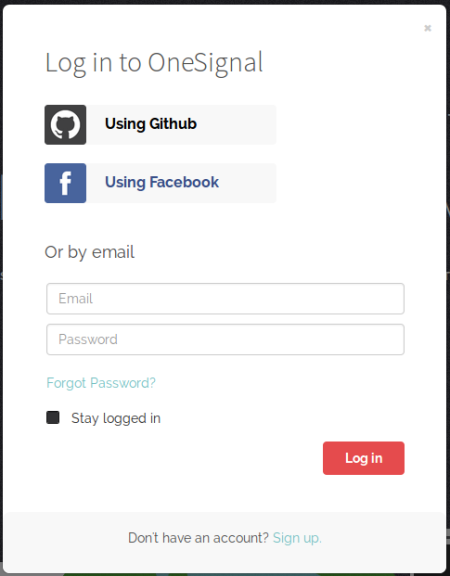 Log in to OneSignal
Using Github
Using Facebook
Or by email
Email
Password
Forgot Password?
Stay logged in
Log in
Don't have an account? Sign up.